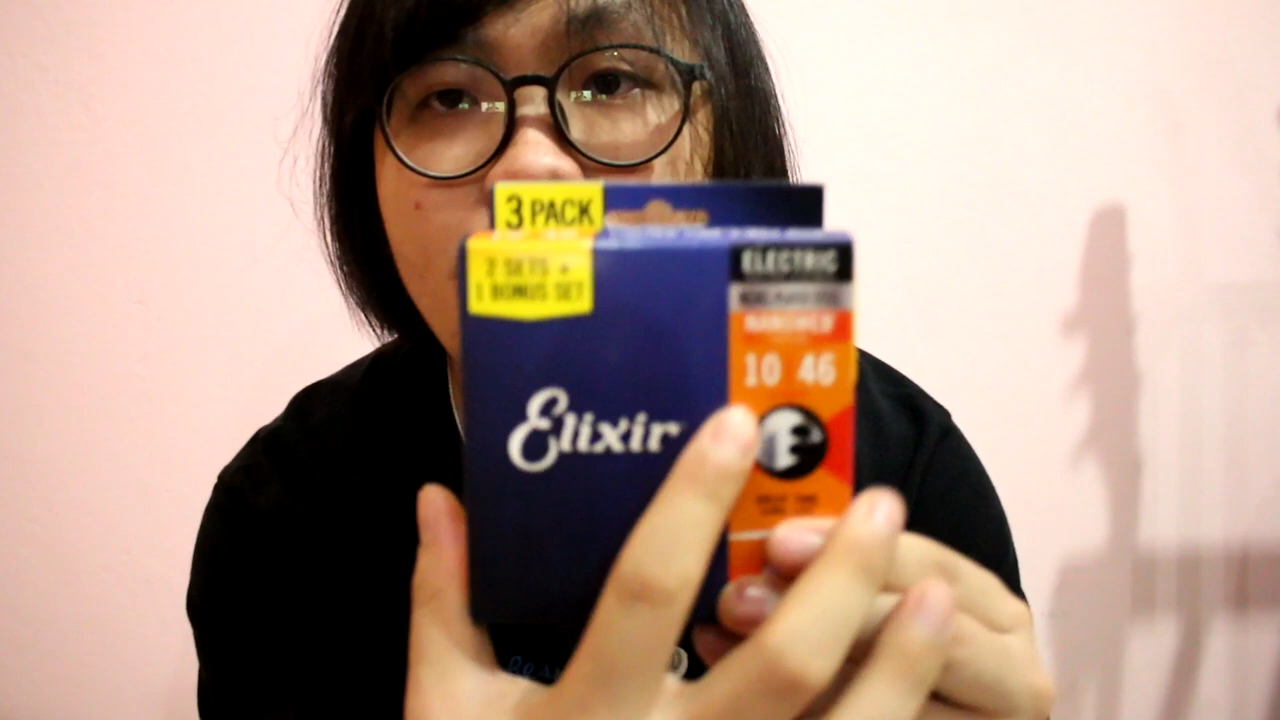 3 PACK
2 SETS +
1 BONUS SET
Elixir
ELECTRIC
NANOWEB
10 46